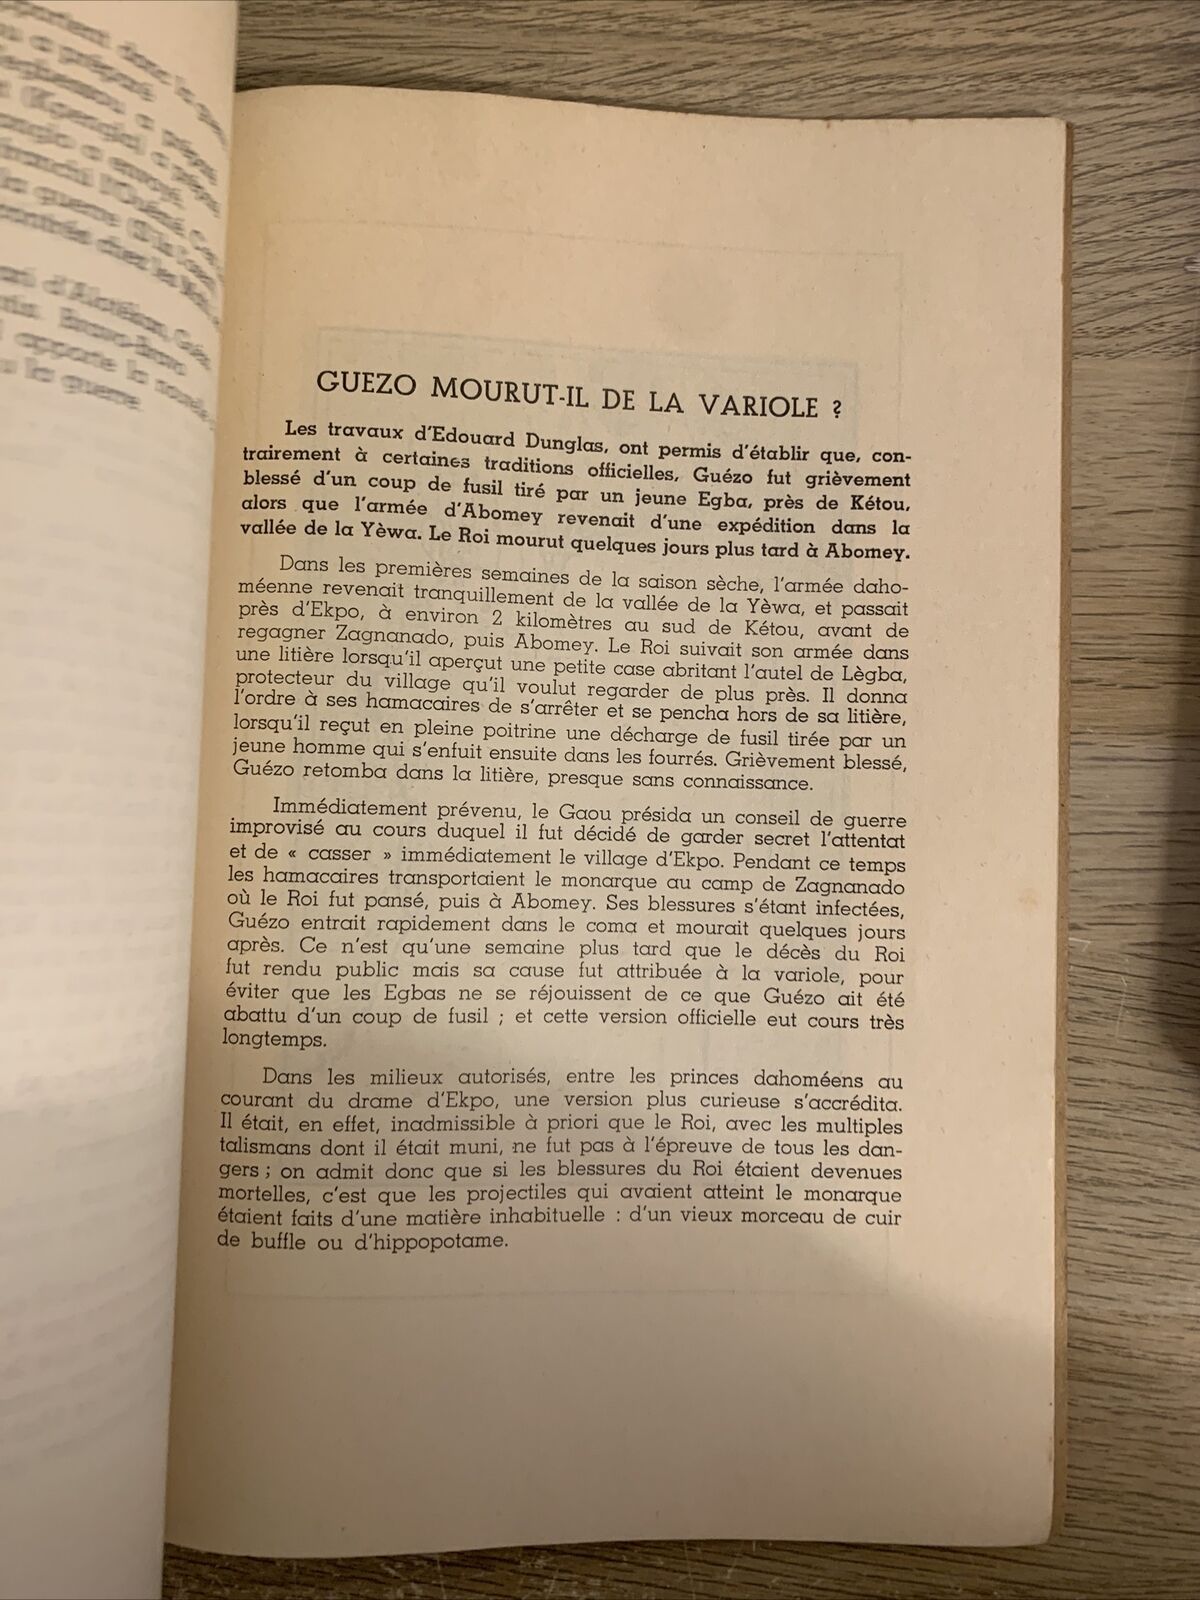 la guerre.
GUEZO MOURUT-IL DE LA VARIOLE ?
Les travaux d'Edouard Dunglas, ont permis d'établir que, con-
trairement à certaines traditions officielles, Guézo fut grièvement
blessé d'un coup de fusil tiré par un jeune Egba, près de Kétou,
alors que l'armée d'Abomey revenait d'une expédition dans la
vallée de la Yèwa. Le Roi mourut quelques jours plus tard à Abomey.
Dans les premières semaines de la saison sèche, l'armée daho-
méenne revenait tranquillement de la vallée de la Yèwa, et passait
près d'Ekpo, à environ 2 kilomètres au sud de Kétou, avant de
regagner Zagnanado, puis Abomey. Le Roi suivait son armée dans
une litière lorsqu'il aperçut une petite case abritant l'autel de Lègba,
protecteur du village qu'il voulut regarder de plus près. Il donna
l'ordre à ses hamacaires de s'arrêter et se pencha hors de sa litière,
lorsqu'il reçut en pleine poitrine une décharge de fusil tirée par un
jeune homme qui s'enfuit ensuite dans les fourrés. Grièvement blessé,
Guézo retomba dans la litière, presque sans connaissance.
Immédiatement prévenu, le Gaou présida un conseil de guerre
improvisé au cours duquel il fut décidé de garder secret l'attentat
et de « casser » immédiatement le village d'Ekpo. Pendant ce temps
les hamacaires transportaient le monarque au camp de Zagnanado
où le Roi fut pansé, puis à Abomey. Ses blessures s'étant infectées,
Guézo entrait rapidement dans le coma et mourait quelques jours
après. Ce n'est qu'une semaine plus tard que le décès du Roi
fut rendu public mais sa cause fut attribuée à la variole, pour
éviter que les Egbas ne se réjouissent de ce que Guézo ait été
abattu d'un coup de fusil ; et cette version officielle eut cours très
longtemps.
Dans les milieux autorisés, entre les princes dahoméens au
courant du drame d'Ekpo, une version plus curieuse s'accrédita.
Il était, en effet, inadmissible à priori que le Roi, avec les multiples
talismans dont il était muni, ne fut pas à l'épreuve de tous les dan-
gers ; on admit donc que si les blessures du Roi étaient devenues
mortelles, c'est que les projectiles qui avaient atteint le monarque
étaient faits d'une matière inhabituelle : d'un vieux morceau de cuir
de buffle ou d'hippopotame.